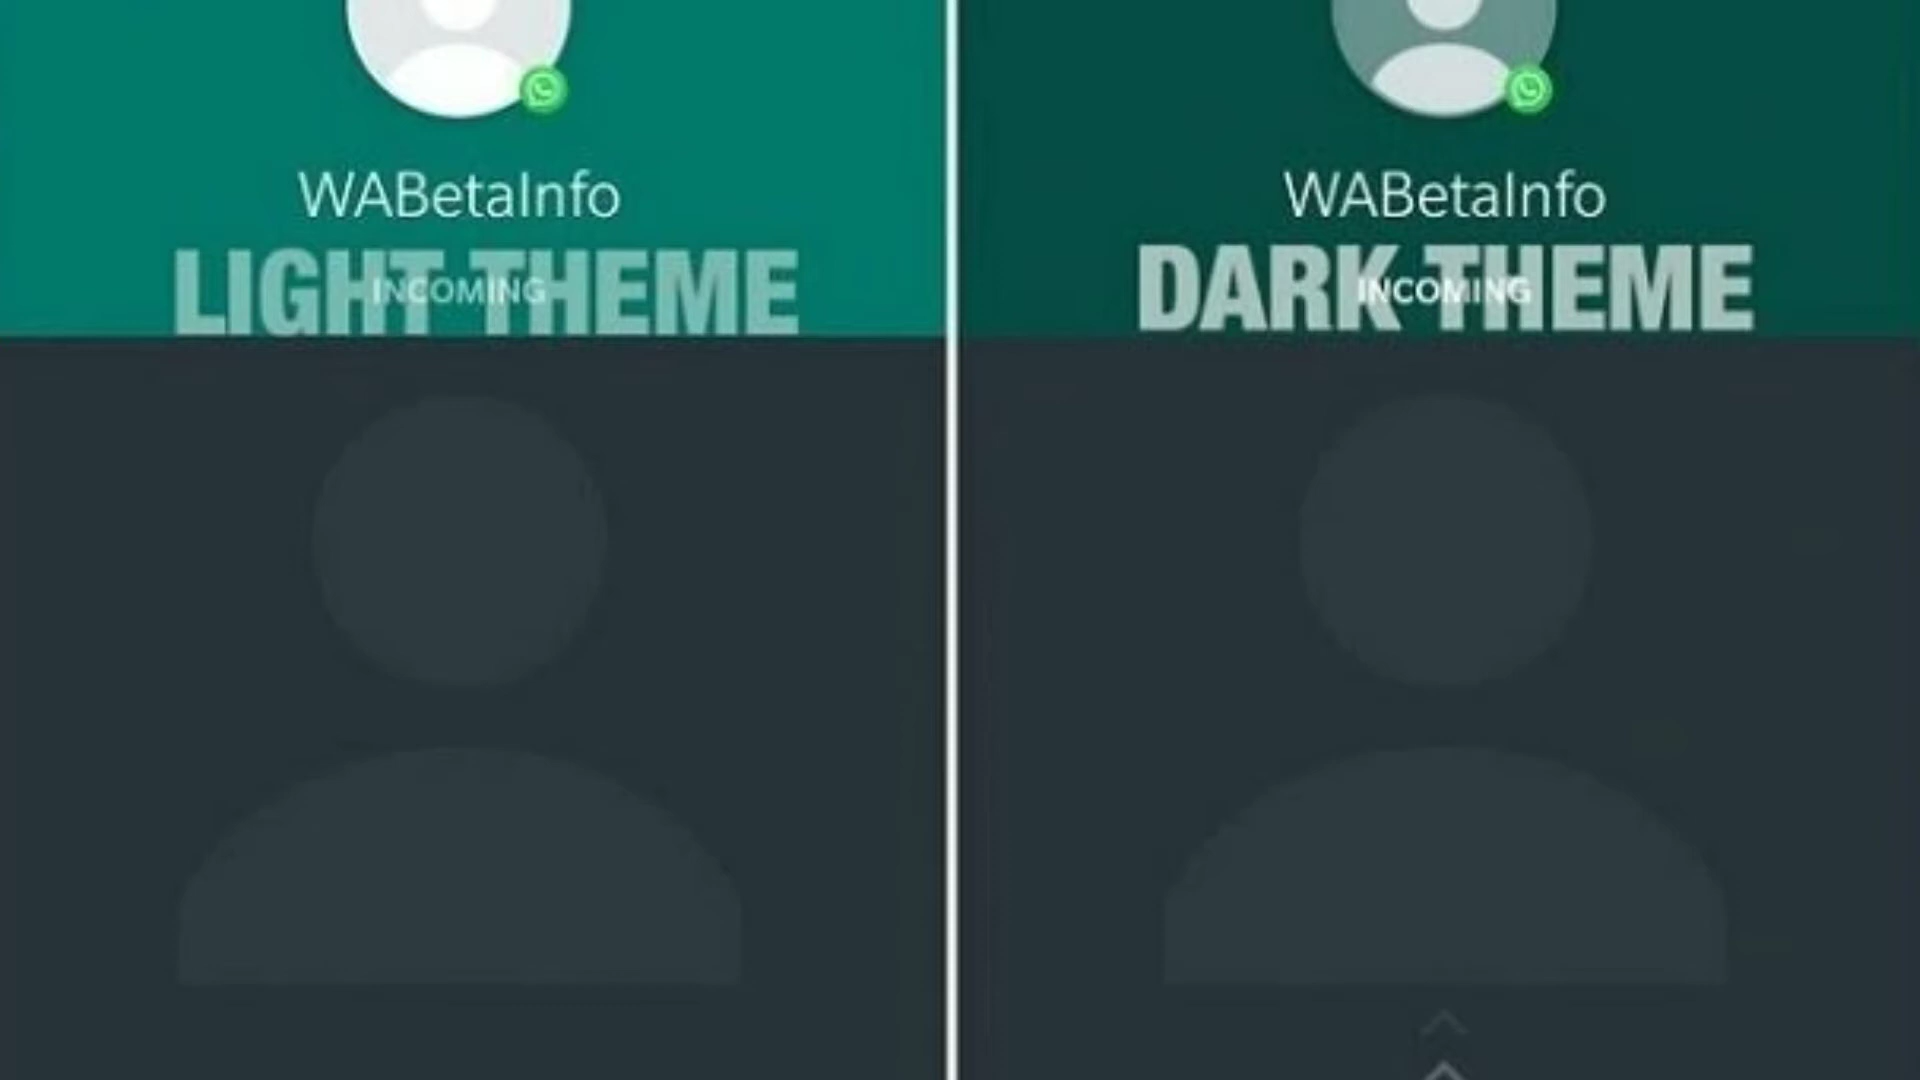 WABetaInfo
LIGHT THEME
INCOMING
WABetaInfo
DARK THEME
INCOMING